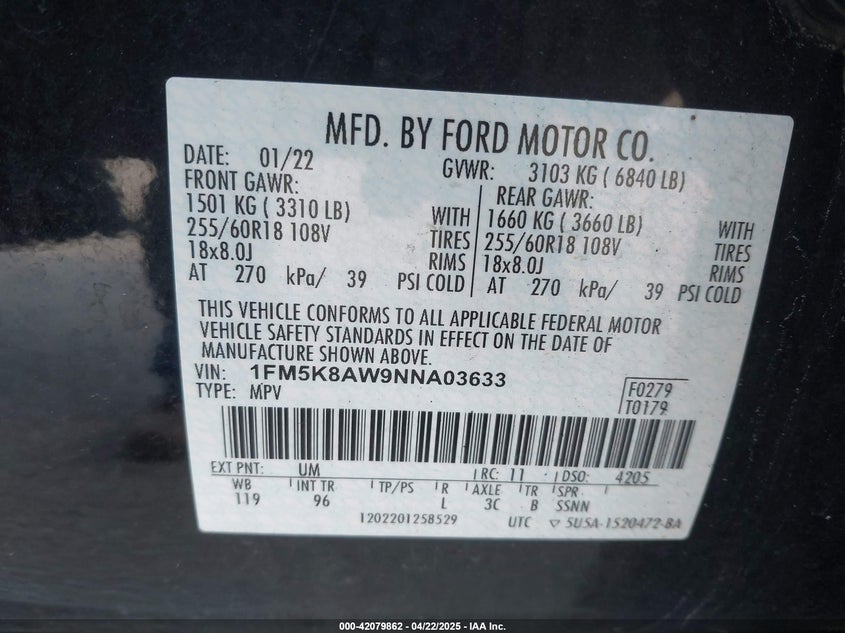 MFD. BY FORD MOTOR CO.
DATE: 01/22 GVWR: 3103 KG ( 6840 LB)
FRONT GAWR: REAR GAWR:
1501 KG ( 3310 LB) WITH 1660 KG ( 3660 LB) WITH
255/60R18 108V TIRES 255/60R18 108V TIRES
18x8.0J RIMS 18x8.0J RIMS
AT 270 kPa/ 39 PSI COLD AT 270 kPa/ 39 PSI COLD
THIS VEHICLE CONFORMS TO ALL APPLICABLE FEDERAL MOTOR
VEHICLE SAFETY STANDARDS IN EFFECT ON THE DATE OF
MANUFACTURE SHOWN ABOVE.
VIN: 1FM5K8AW9NNA03633
TYPE: MPV
F0279
T0179
EXT PNT: UM RC: 11 DSO: 4205
WB INT TR TP/PS R AXLE TR SPR
119 96 L 3C B SSNN
1202201258529 UTC ▽ 5U5A-1520472-BA
000-42079862 - 04/22/2025 - IAA Inc.